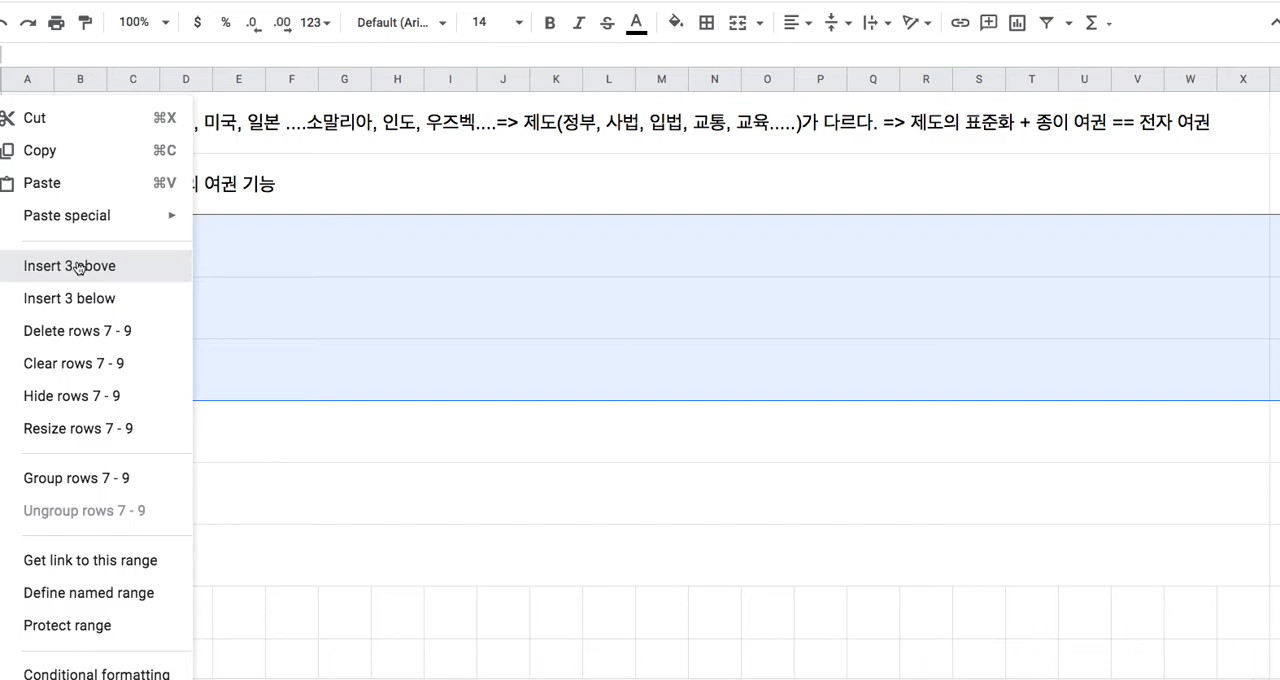 100% $ % .0 .00 123 Default (Ari... 14 B I S A
A B C D E F G H I J K L M N O P Q R S T U V W X
, 미국, 일본 ....소말리아, 인도, 우즈벡....=> 제도(정부, 사법, 입법, 교통, 교육.....)가 다르다. => 제도의 표준화 + 종이 여권 == 전자 여권
여권 기능
Cut ⌘X
Copy ⌘C
Paste ⌘V
Paste special
Insert 3 above
Insert 3 below
Delete rows 7 - 9
Clear rows 7 - 9
Hide rows 7 - 9
Resize rows 7 - 9
Group rows 7 - 9
Ungroup rows 7 - 9
Get link to this range
Define named range
Protect range
Conditional formatting